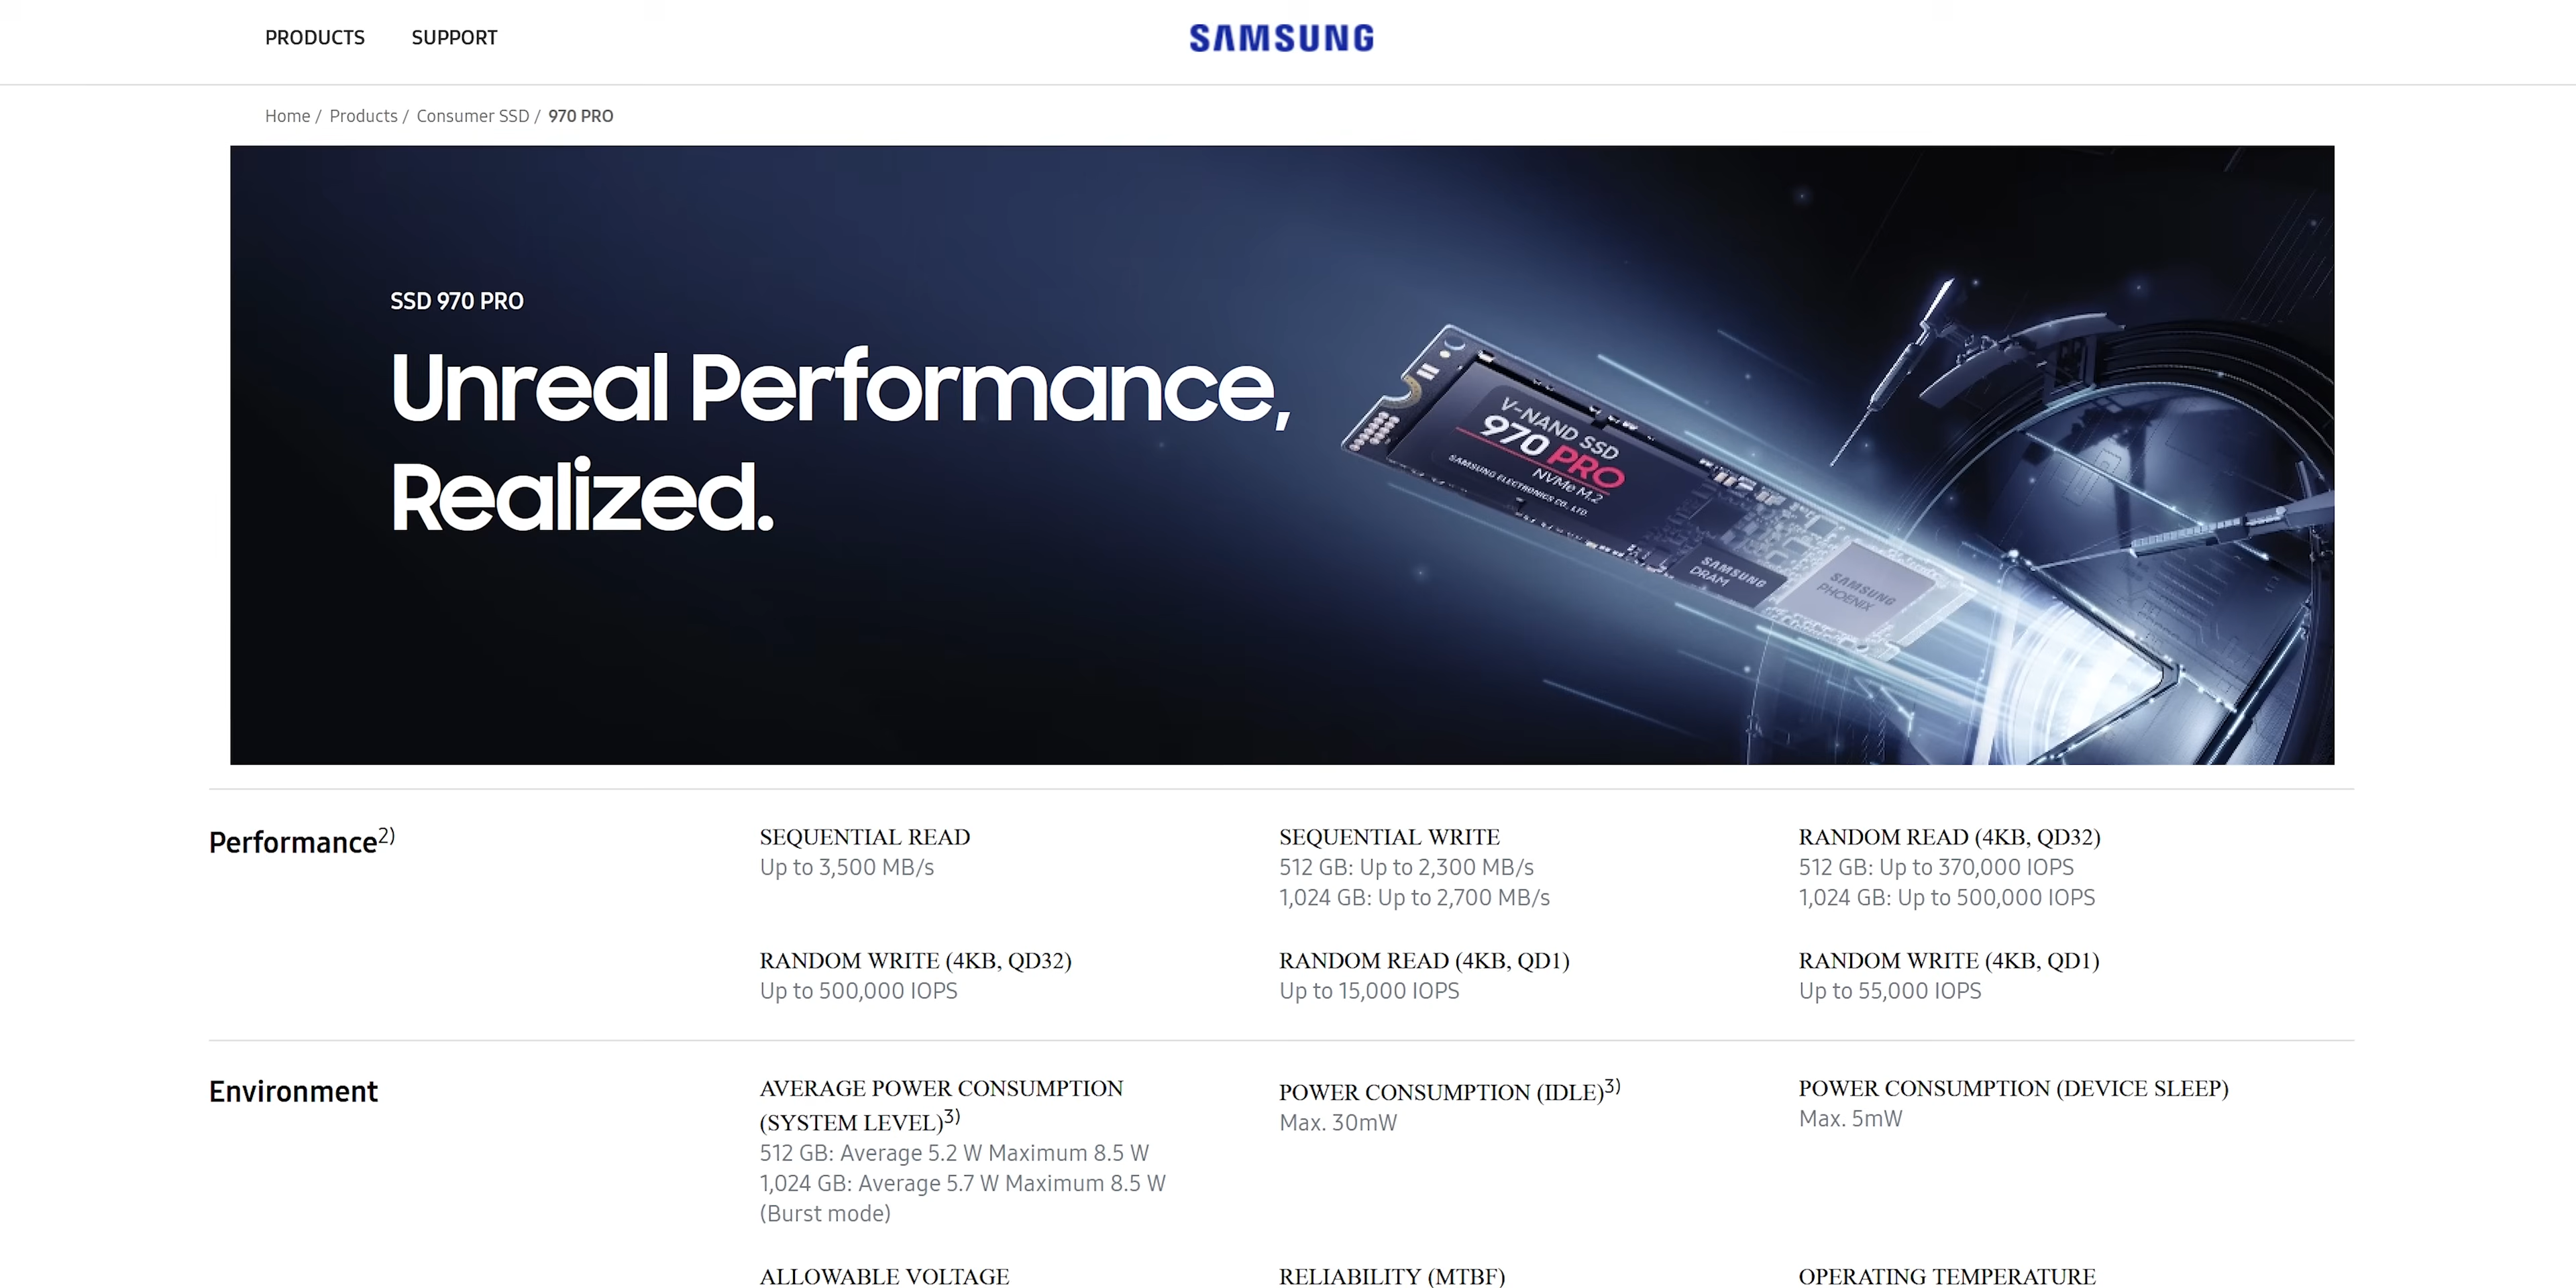 PRODUCTS SUPPORT SAMSUNG
Home / Products / Consumer SSD / 970 PRO
SSD 970 PRO
Unreal Performance,
Realized.
V-NAND SSD
970 PRO
NVMe M.2
SAMSUNG ELECTRONICS CO., LTD.
SAMSUNG
DRAM
SAMSUNG
PHOENIX
Performance2)
SEQUENTIAL READ
Up to 3,500 MB/s
SEQUENTIAL WRITE
512 GB: Up to 2,300 MB/s
1,024 GB: Up to 2,700 MB/s
RANDOM READ (4KB, QD32)
512 GB: Up to 370,000 IOPS
1,024 GB: Up to 500,000 IOPS
RANDOM WRITE (4KB, QD32)
Up to 500,000 IOPS
RANDOM READ (4KB, QD1)
Up to 15,000 IOPS
RANDOM WRITE (4KB, QD1)
Up to 55,000 IOPS
Environment
AVERAGE POWER CONSUMPTION
(SYSTEM LEVEL)3)
512 GB: Average 5.2 W Maximum 8.5 W
1,024 GB: Average 5.7 W Maximum 8.5 W
(Burst mode)
POWER CONSUMPTION (IDLE)3)
Max. 30mW
POWER CONSUMPTION (DEVICE SLEEP)
Max. 5mW
ALLOWABLE VOLTAGE
RELIABILITY (MTBF)
OPERATING TEMPERATURE